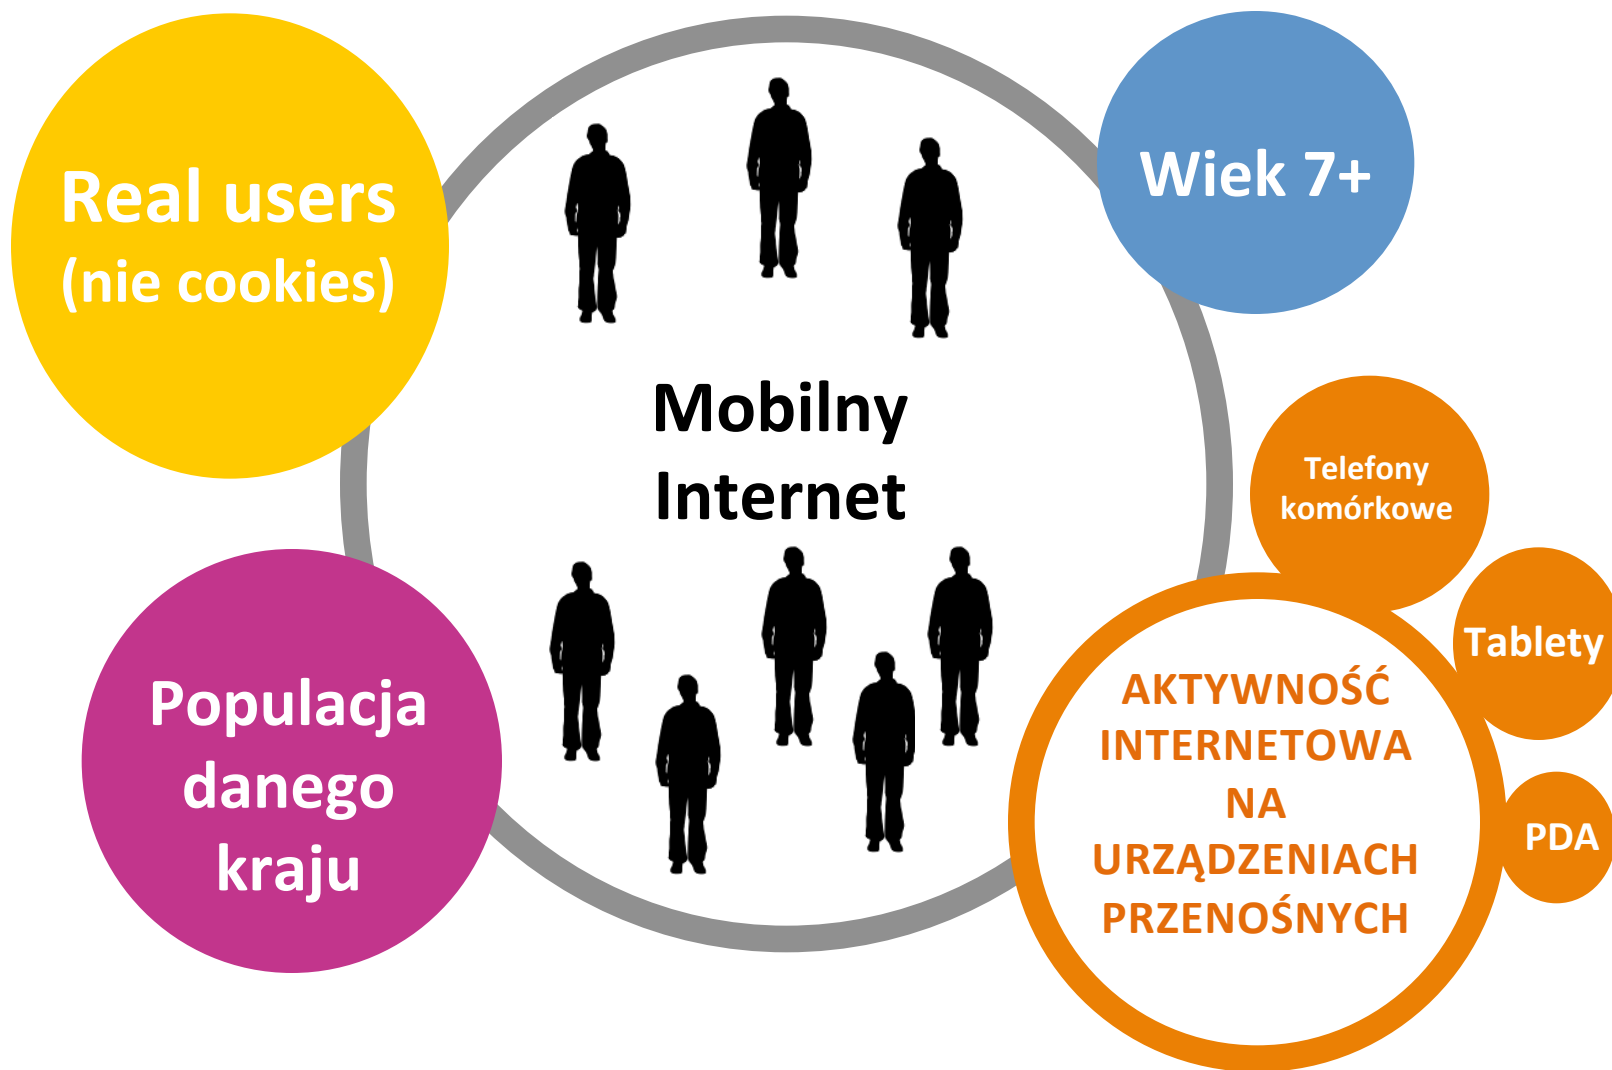 Real users
(nie cookies)
Wiek 7+
Mobilny
Internet
Telefony
komórkowe
Tablety
PDA
Populacja
danego
kraju
AKTYWNOŚĆ
INTERNETOWA
NA
URZĄDZENIACH
PRZENOŚNYCH